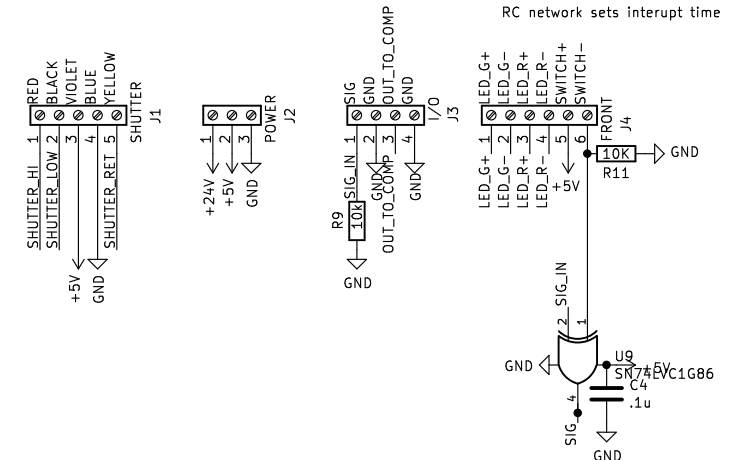 RC network sets interupt time
RED
BLACK
VIOLET
BLUE
YELLOW
SHUTTER
J1
1
2
3
4
5
SHUTTER_HI
SHUTTER_LOW
+5V
GND
SHUTTER_RET
POWER
J2
1
2
3
+24V
+5V
GND
SIG
GND
OUT_TO_COMP
GND
I/O
J3
1
2
3
4
SIG_IN
GND
OUT_TO_COMP
GND
R9
10k
GND
LED_G+
LED_G-
LED_R+
LED_R-
SWITCH+
SWITCH-
FRONT
J4
1
2
3
4
5
6
LED_G+
LED_G-
LED_R+
LED_R-
+5V
10K
R11
GND
SIG_IN
2
1
GND
U9
+5V
SN74LVC1G86
C4
.1u
4
SIG
GND